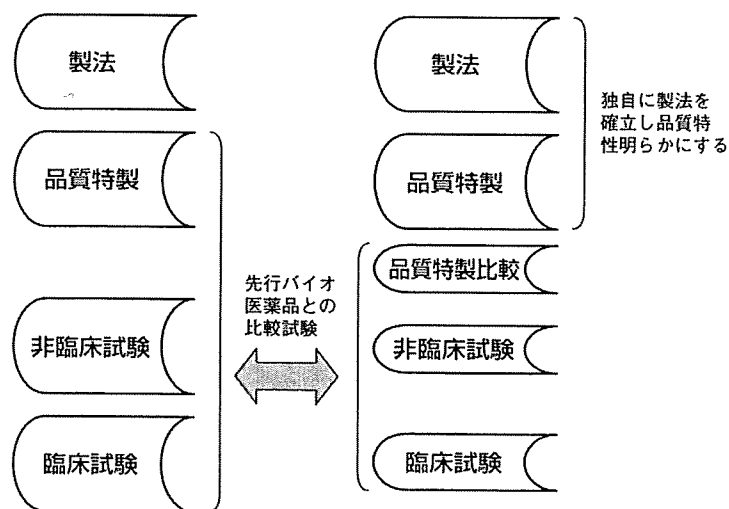 製法
品質特製
非臨床試験
臨床試験
先行バイオ
医薬品との
比較試験
製法
品質特製
品質特製比較
非臨床試験
臨床試験
独自に製法を
確立し品質特
性明らかにする